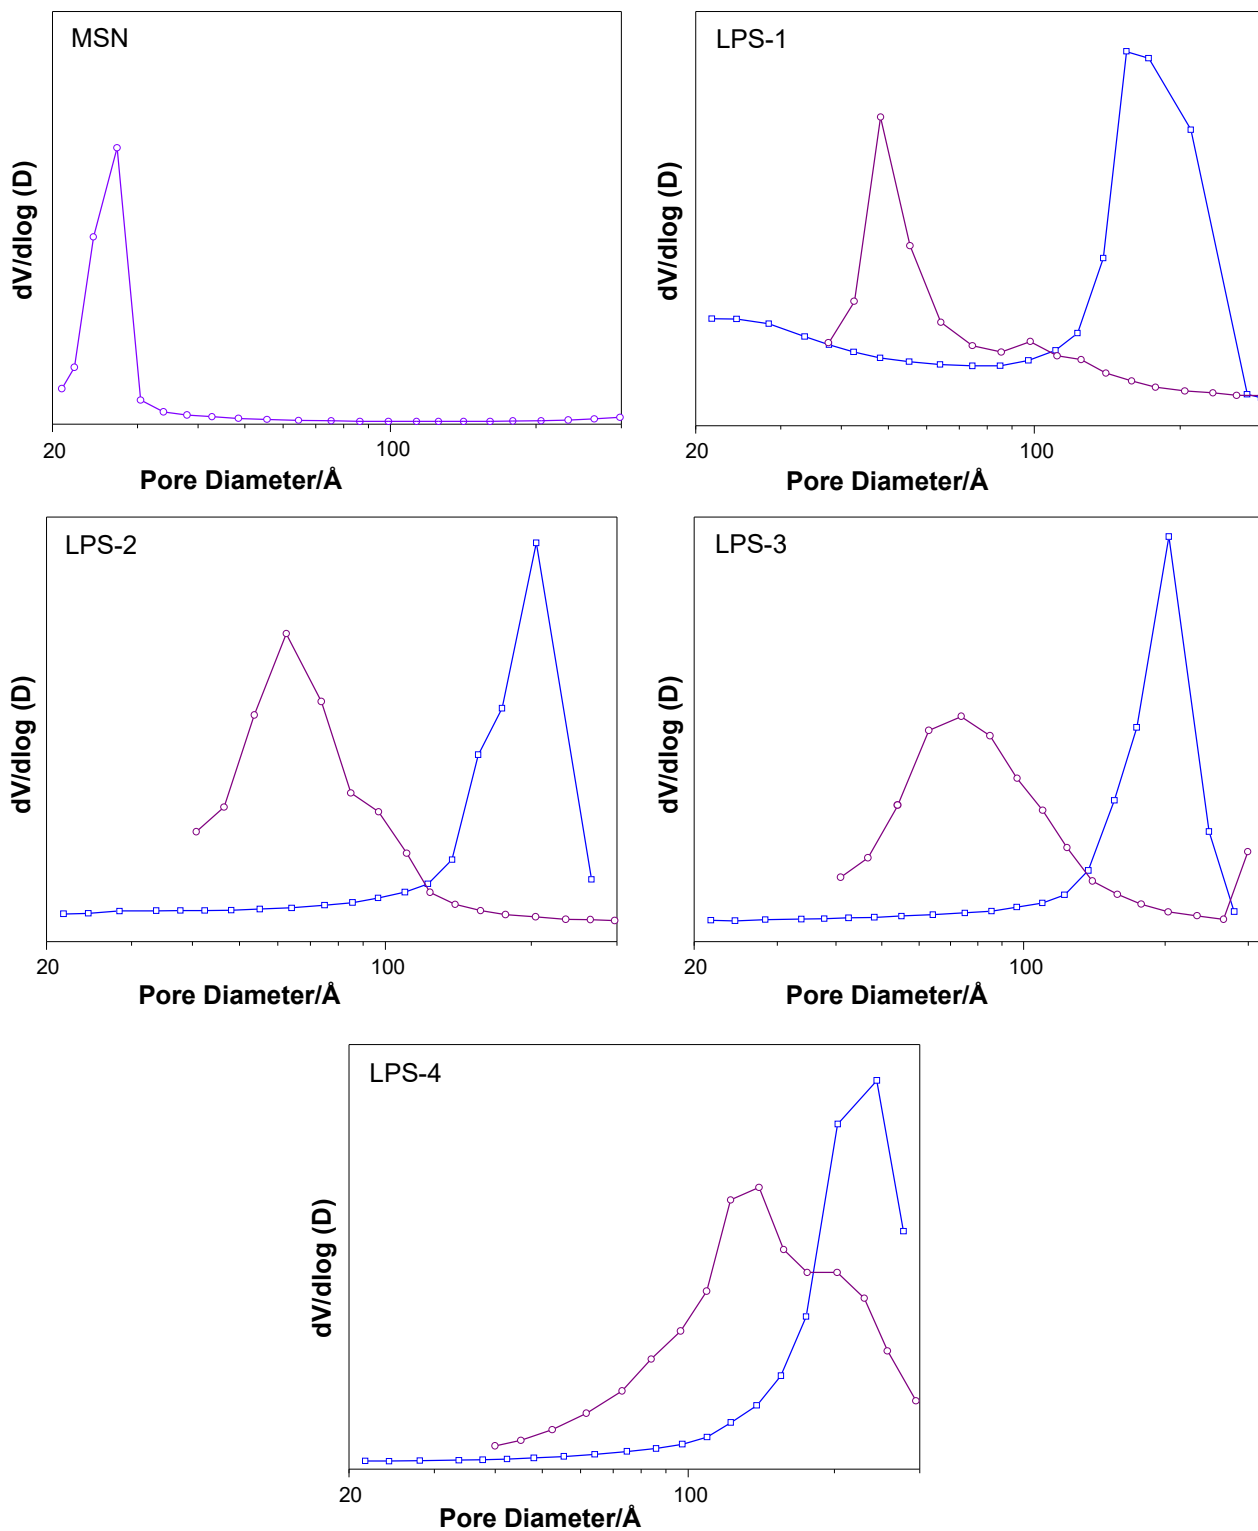 MSN
dV/dlog (D)
20
100
Pore Diameter/Å
LPS-1
dV/dlog (D)
20
100
Pore Diameter/Å
LPS-2
dV/dlog (D)
20
100
Pore Diameter/Å
LPS-3
dV/dlog (D)
20
100
Pore Diameter/Å
LPS-4
dV/dlog (D)
20
100
Pore Diameter/Å